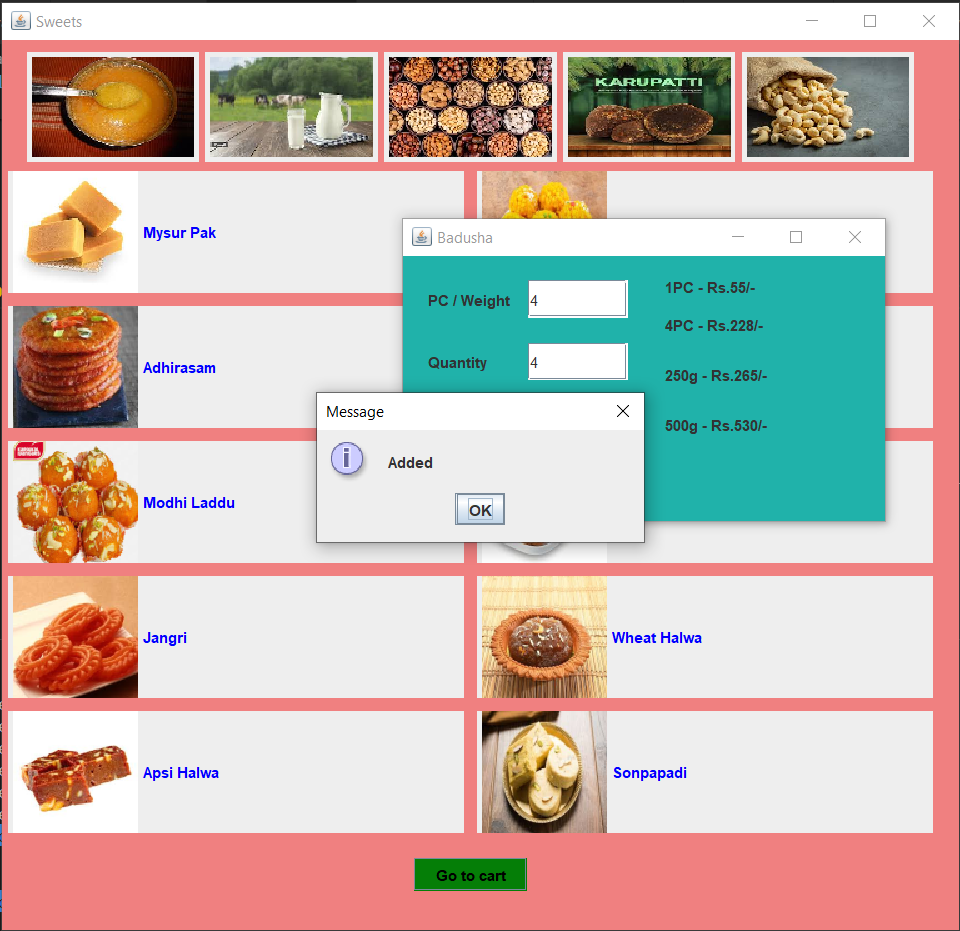 Sweets
KARUPATTI
Mysur Pak
Badusha
PC / Weight
4
1PC - Rs.55/-
4PC - Rs.228/-
Adhirasam
Quantity
4
250g - Rs.265/-
500g - Rs.530/-
Message
Added
OK
Modhi Laddu
Jangri
Wheat Halwa
Apsi Halwa
Sonpapadi
Go to cart